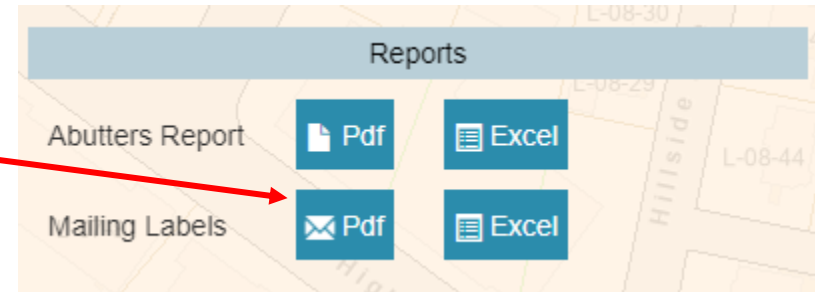 L-08-30
Reports
L-08-29
Abutters Report Pdf Excel
Hillside
L-08-44
Mailing Labels Pdf Excel